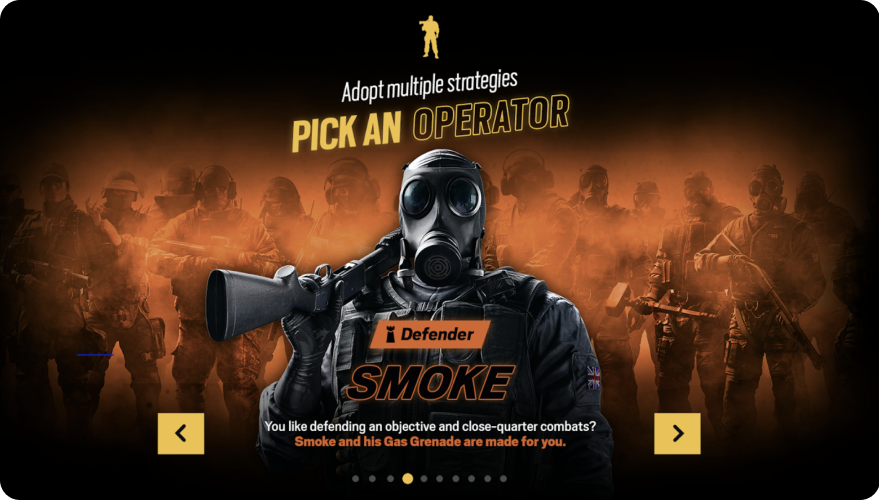 Adopt multiple strategies
PICK AN OPERATOR
Defender
SMOKE
You like defending an objective and close-quarter combats?
Smoke and his Gas Grenade are made for you.